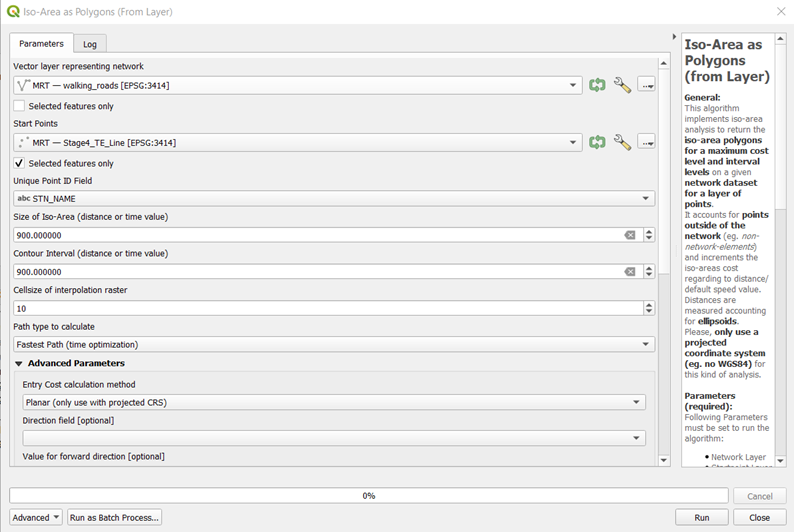 Iso-Area as Polygons (From Layer)
Parameters
Log
Vector layer representing network
MRT — walking_roads [EPSG:3414]
Selected features only
Start Points
MRT — Stage4_TE_Line [EPSG:3414]
Selected features only
Unique Point ID Field
abc STN_NAME
Size of Iso-Area (distance or time value)
900.000000
Contour Interval (distance or time value)
900.000000
Cellsize of interpolation raster
10
Path type to calculate
Fastest Path (time optimization)
Advanced Parameters
Entry Cost calculation method
Planar (only use with projected CRS)
Direction field [optional]
Value for forward direction [optional]
Iso-Area as
Polygons
(from Layer)
General:
This algorithm
implements iso-area
analysis to return the
iso-area polygons
for a maximum cost
level and interval
levels on a given
network dataset
for a layer of
points.
It accounts for points
outside of the
network (eg. non-
network-elements)
and increments the
iso-areas cost
regarding to distance/
default speed value.
Distances are
measured accounting
for ellipsoids.
Please, only use a
projected
coordinate system
(eg. no WGS84) for
this kind of analysis.
Parameters
(required):
Following Parameters
must be set to run the
algorithm:
• Network Layer
0%
Cancel
Advanced
Run as Batch Process...
Run
Close